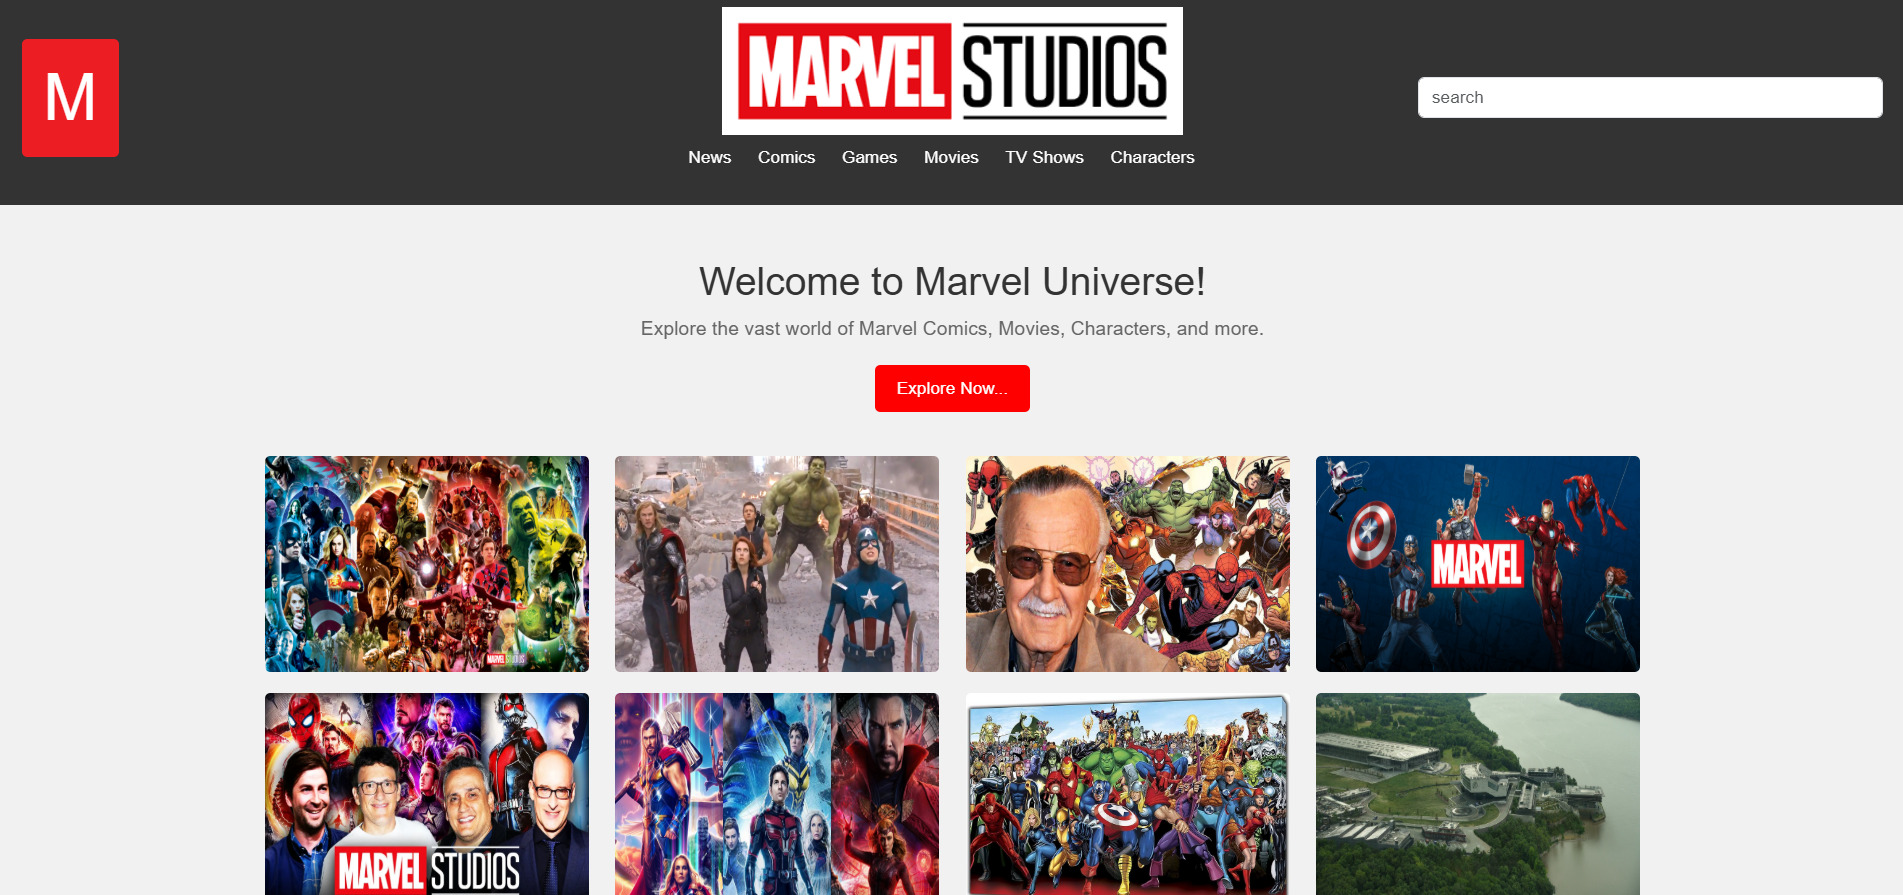 M
MARVEL STUDIOS
search
News Comics Games Movies TV Shows Characters
Welcome to Marvel Universe!
Explore the vast world of Marvel Comics, Movies, Characters, and more.
Explore Now...
MARVEL STUDIOS
MARVEL
MARVEL STUDIOS